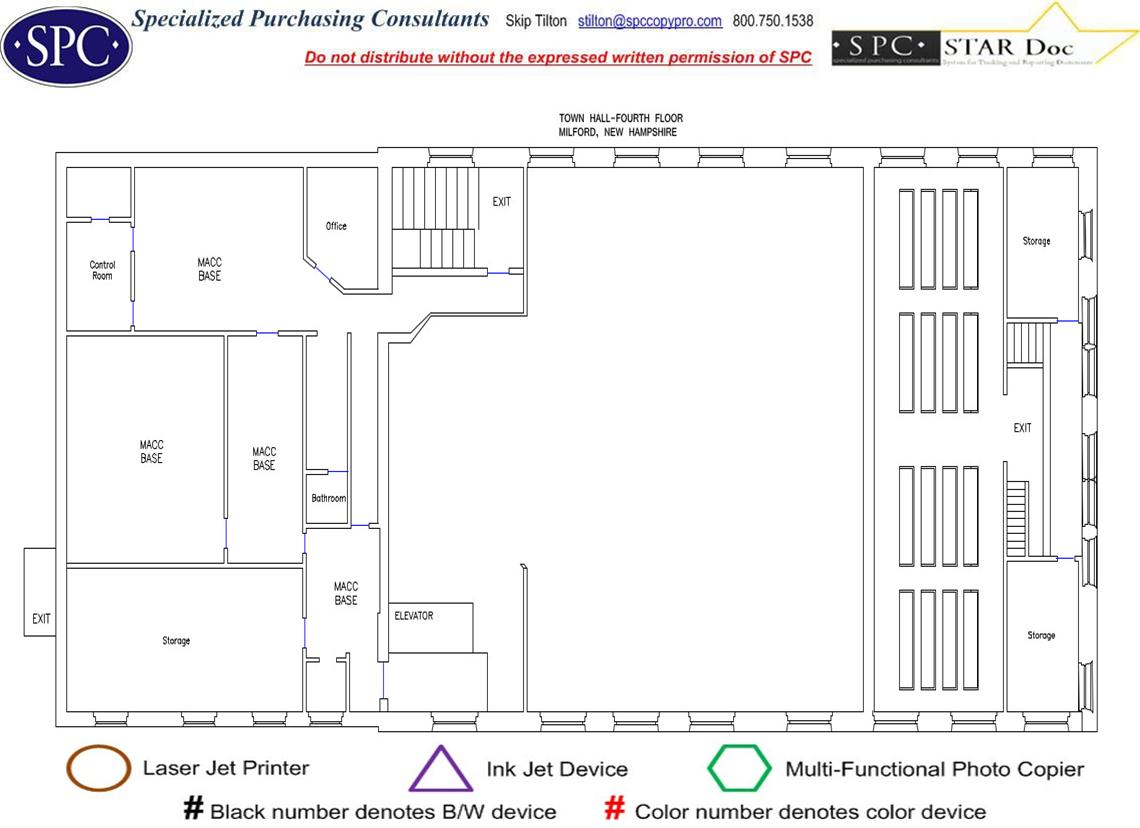 SPC
Specialized Purchasing Consultants Skip Tilton stilton@spccopypro.com 800.750.1538
Do not distribute without the expressed written permission of SPC
SPC STAR Doc
specialized purchasing consultants System for Tracking and Reporting Documents
TOWN HALL-FOURTH FLOOR
MILFORD, NEW HAMPSHIRE
EXIT
Office
Storage
Control
Room
MACC
BASE
EXIT
MACC
BASE
MACC
BASE
Bathroom
MACC
BASE
ELEVATOR
EXIT
Storage
Storage
Laser Jet Printer
Ink Jet Device
Multi-Functional Photo Copier
# Black number denotes B/W device
# Color number denotes color device